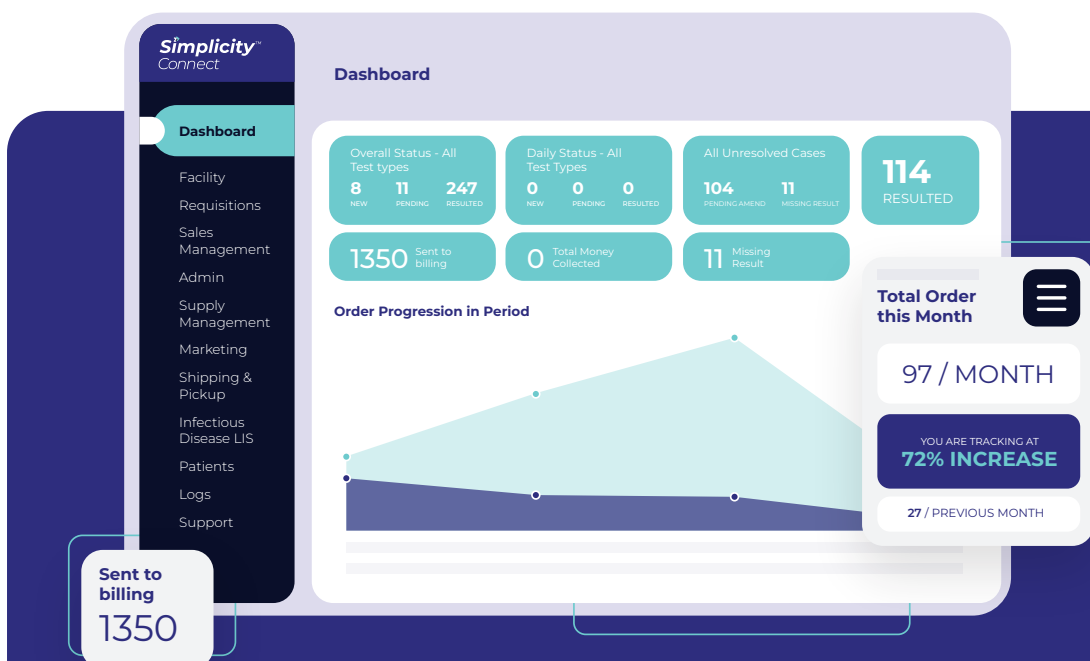 Simplicity™
Connect
Dashboard
Dashboard
Facility
Requisitions
Sales
Management
Admin
Supply
Management
Marketing
Shipping &
Pickup
Infectious
Disease LIS
Patients
Logs
Support
Overall Status - All
Test types
8 11 247
NEW PENDING RESULTED
Daily Status - All
Test Types
0 0 0
NEW PENDING RESULTED
All Unresolved Cases
104 11
PENDING AMEND MISSING RESULT
114
RESULTED
1350 Sent to
billing
0 Total Money
Collected
11 Missing
Result
Order Progression in Period
Total Order
this Month
97 / MONTH
YOU ARE TRACKING AT
72% INCREASE
27 / PREVIOUS MONTH
Sent to
billing
1350